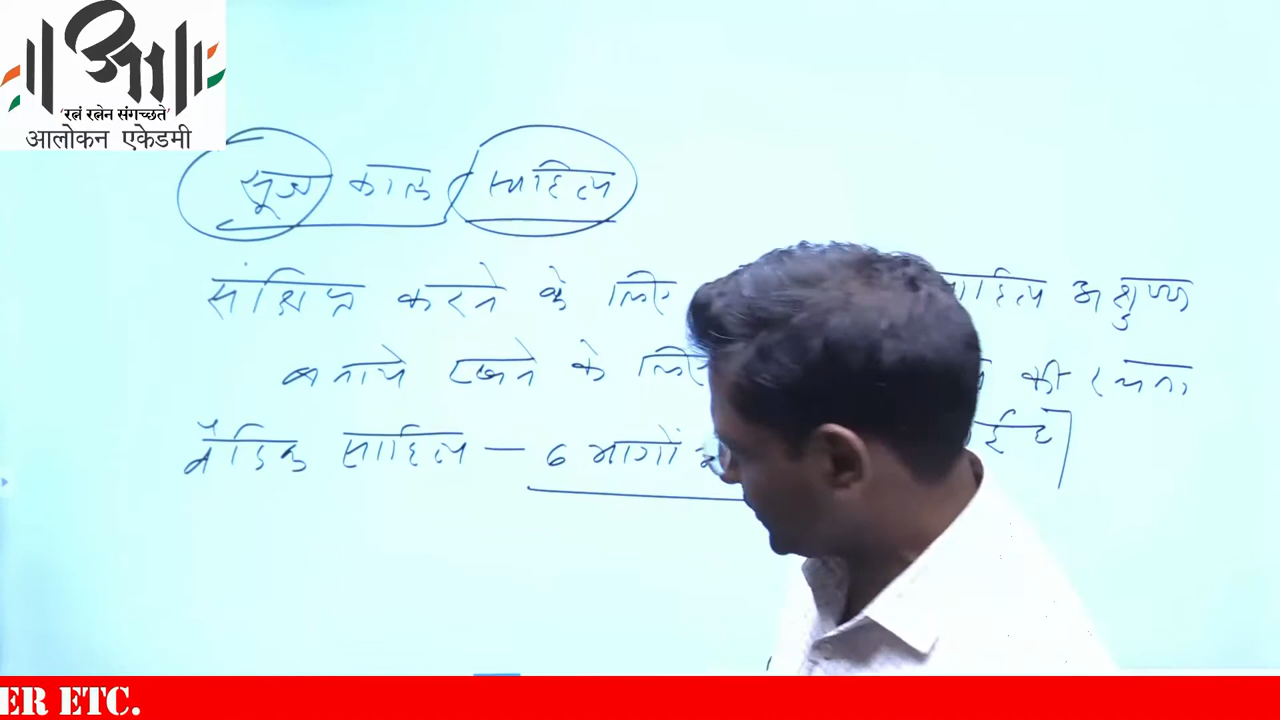 'रत्नं रत्नेन संगच्छते'
आलोकन एकेडमी
सूत्र काल साहित्य
संक्षिप्त करने के लिए साहित्य अक्षुण्ण
बनाये रखने के लिए की रचना
वैदिक साहित्य — 6 भागों
ER ETC.